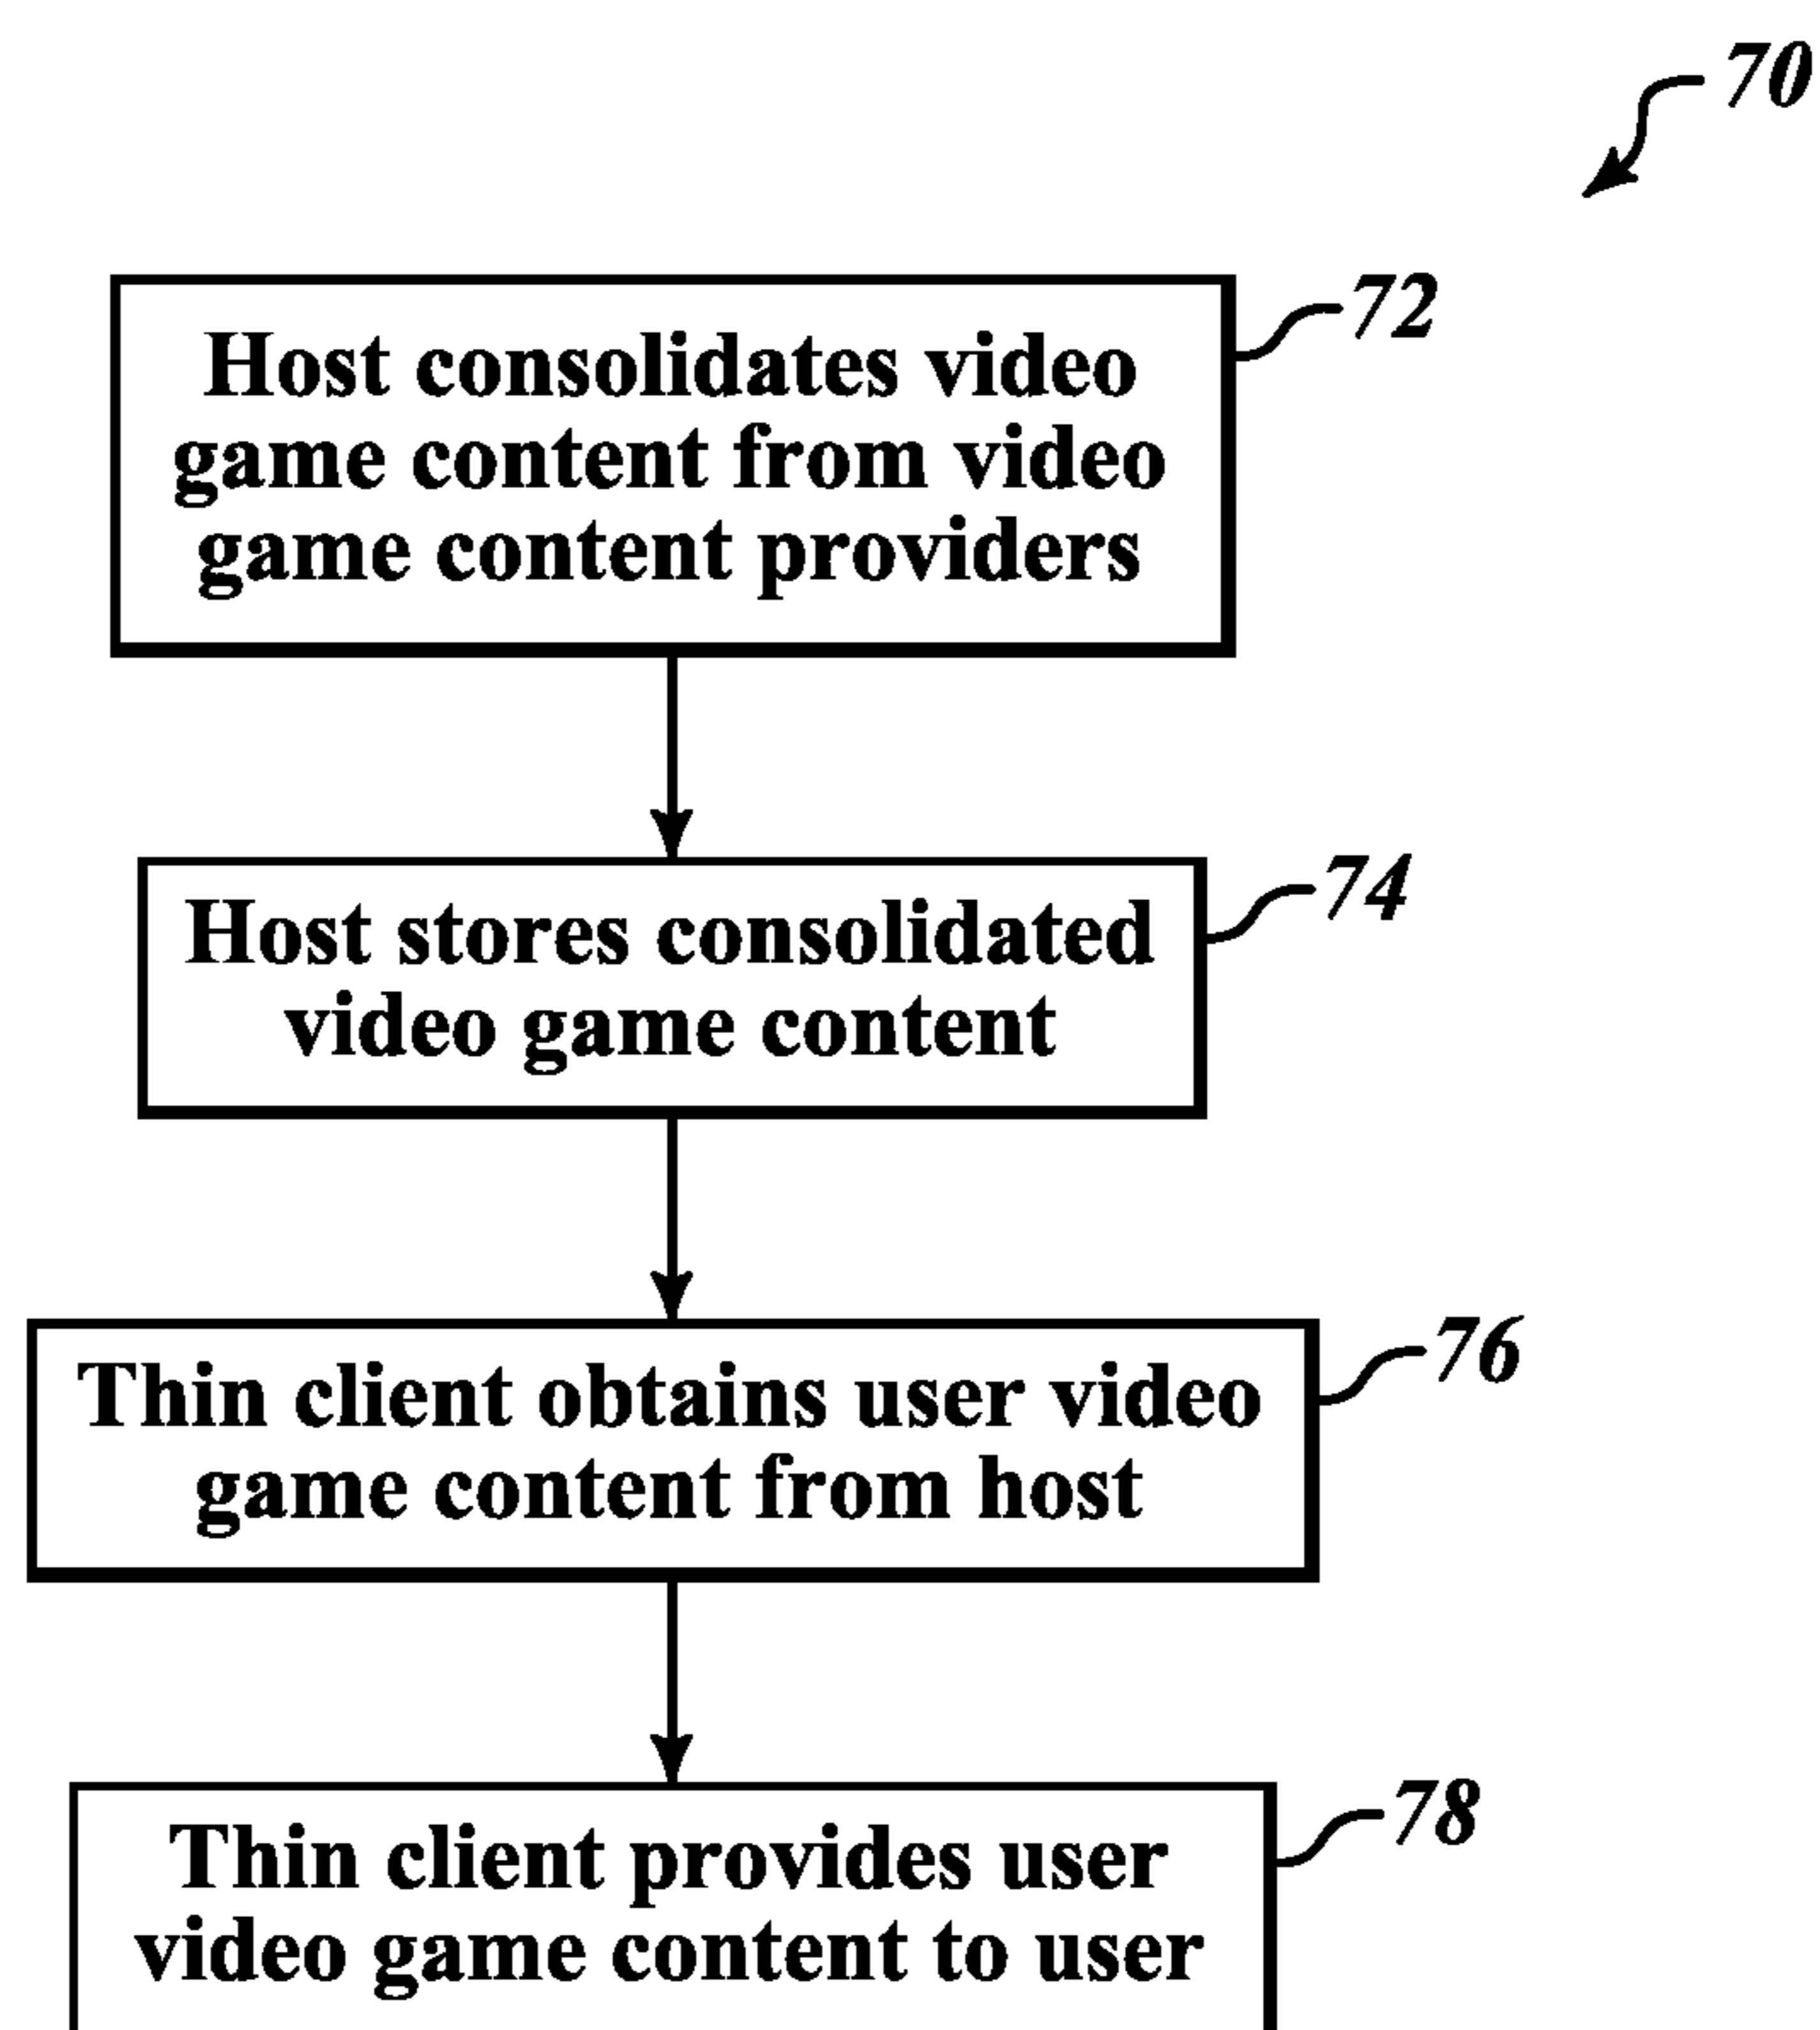 70
72
Host consolidates video
game content from video
game content providers
74
Host stores consolidated
video game content
76
Thin client obtains user video
game content from host
78
Thin client provides user
video game content to user